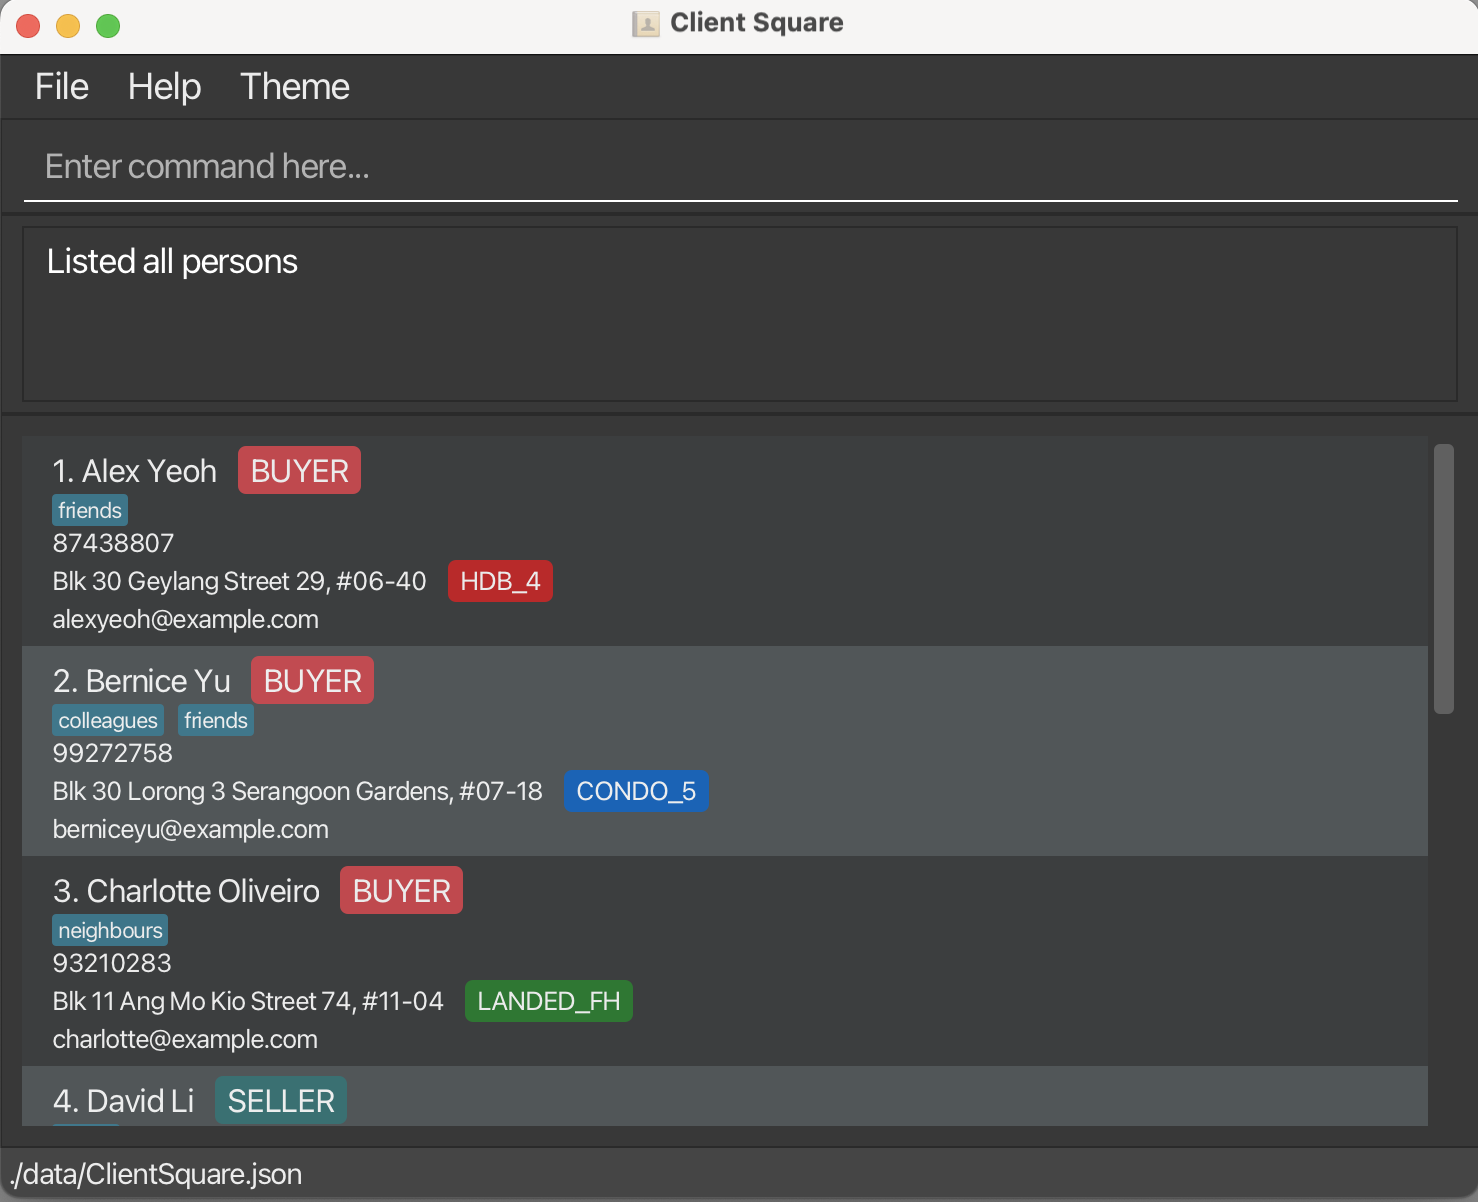 Client Square
File Help Theme
Enter command here...
Listed all persons
1. Alex Yeoh BUYER
friends
87438807
Blk 30 Geylang Street 29, #06-40 HDB_4
alexyeoh@example.com
2. Bernice Yu BUYER
colleagues friends
99272758
Blk 30 Lorong 3 Serangoon Gardens, #07-18 CONDO_5
berniceyu@example.com
3. Charlotte Oliveiro BUYER
neighbours
93210283
Blk 11 Ang Mo Kio Street 74, #11-04 LANDED_FH
charlotte@example.com
4. David Li SELLER
./data/ClientSquare.json